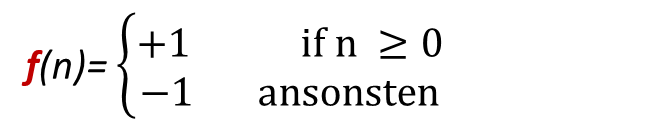 f(n)= { +1 if n ≥ 0
−1 ansonsten